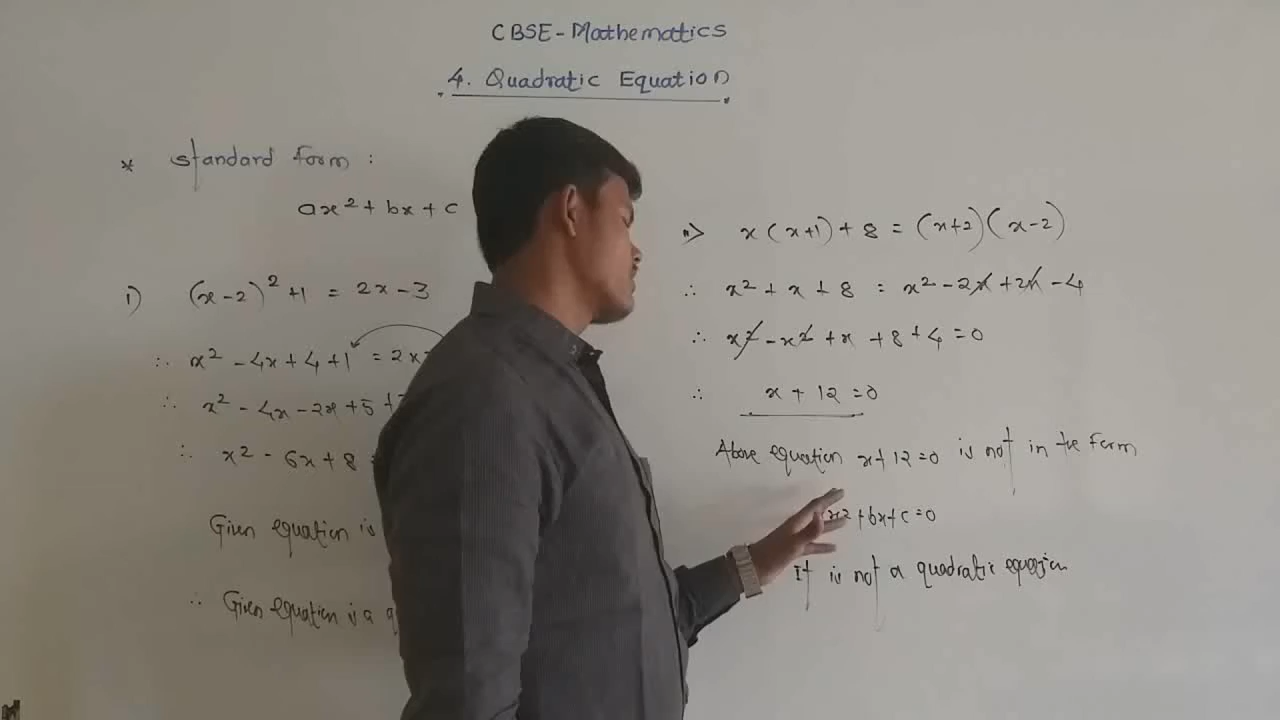 CBSE-Mathematics
4. Quadratic Equation
* Standard form :
ax² + bx + c
1) (x-2)² +1 = 2x-3
∴ x² - 4x + 4 + 1 = 2x
∴ x² - 4x - 2x + 5 +
∴ x² - 6x + 8
Given equation is
∴ Given equation is a q
11) x(x+1)+8 = (x+2)(x-2)
∴ x² + x + 8 = x² - 2x + 2x - 4
∴ x² - x² + x + 8 + 4 = 0
∴ x + 12 = 0
Above equation x+12=0 is not in the form
x² + bx + c = 0
It is not a quadratic equation